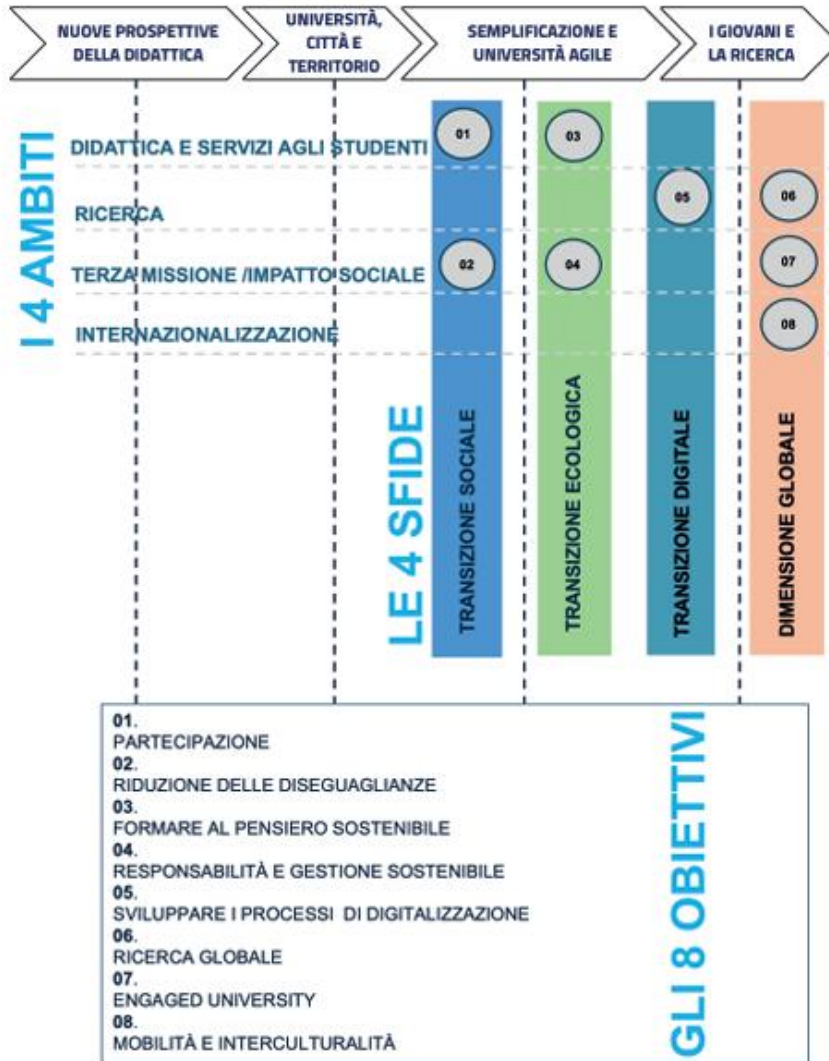 NUOVE PROSPETTIVE
DELLA DIDATTICA
UNIVERSITÀ,
CITTÀ E
TERRITORIO
SEMPLIFICAZIONE E
UNIVERSITÀ AGILE
I GIOVANI E
LA RICERCA
I 4 AMBITI
DIDATTICA E SERVIZI AGLI STUDENTI
01
03
RICERCA
05
06
TERZA MISSIONE /IMPATTO SOCIALE
02
04
07
INTERNAZIONALIZZAZIONE
08
LE 4 SFIDE
TRANSIZIONE SOCIALE
TRANSIZIONE ECOLOGICA
TRANSIZIONE DIGITALE
DIMENSIONE GLOBALE
01.
PARTECIPAZIONE
02.
RIDUZIONE DELLE DISEGUAGLIANZE
03.
FORMARE AL PENSIERO SOSTENIBILE
04.
RESPONSABILITÀ E GESTIONE SOSTENIBILE
05.
SVILUPPARE I PROCESSI DI DIGITALIZZAZIONE
06.
RICERCA GLOBALE
07.
ENGAGED UNIVERSITY
08.
MOBILITÀ E INTERCULTURALITÀ
GLI 8 OBIETTIVI